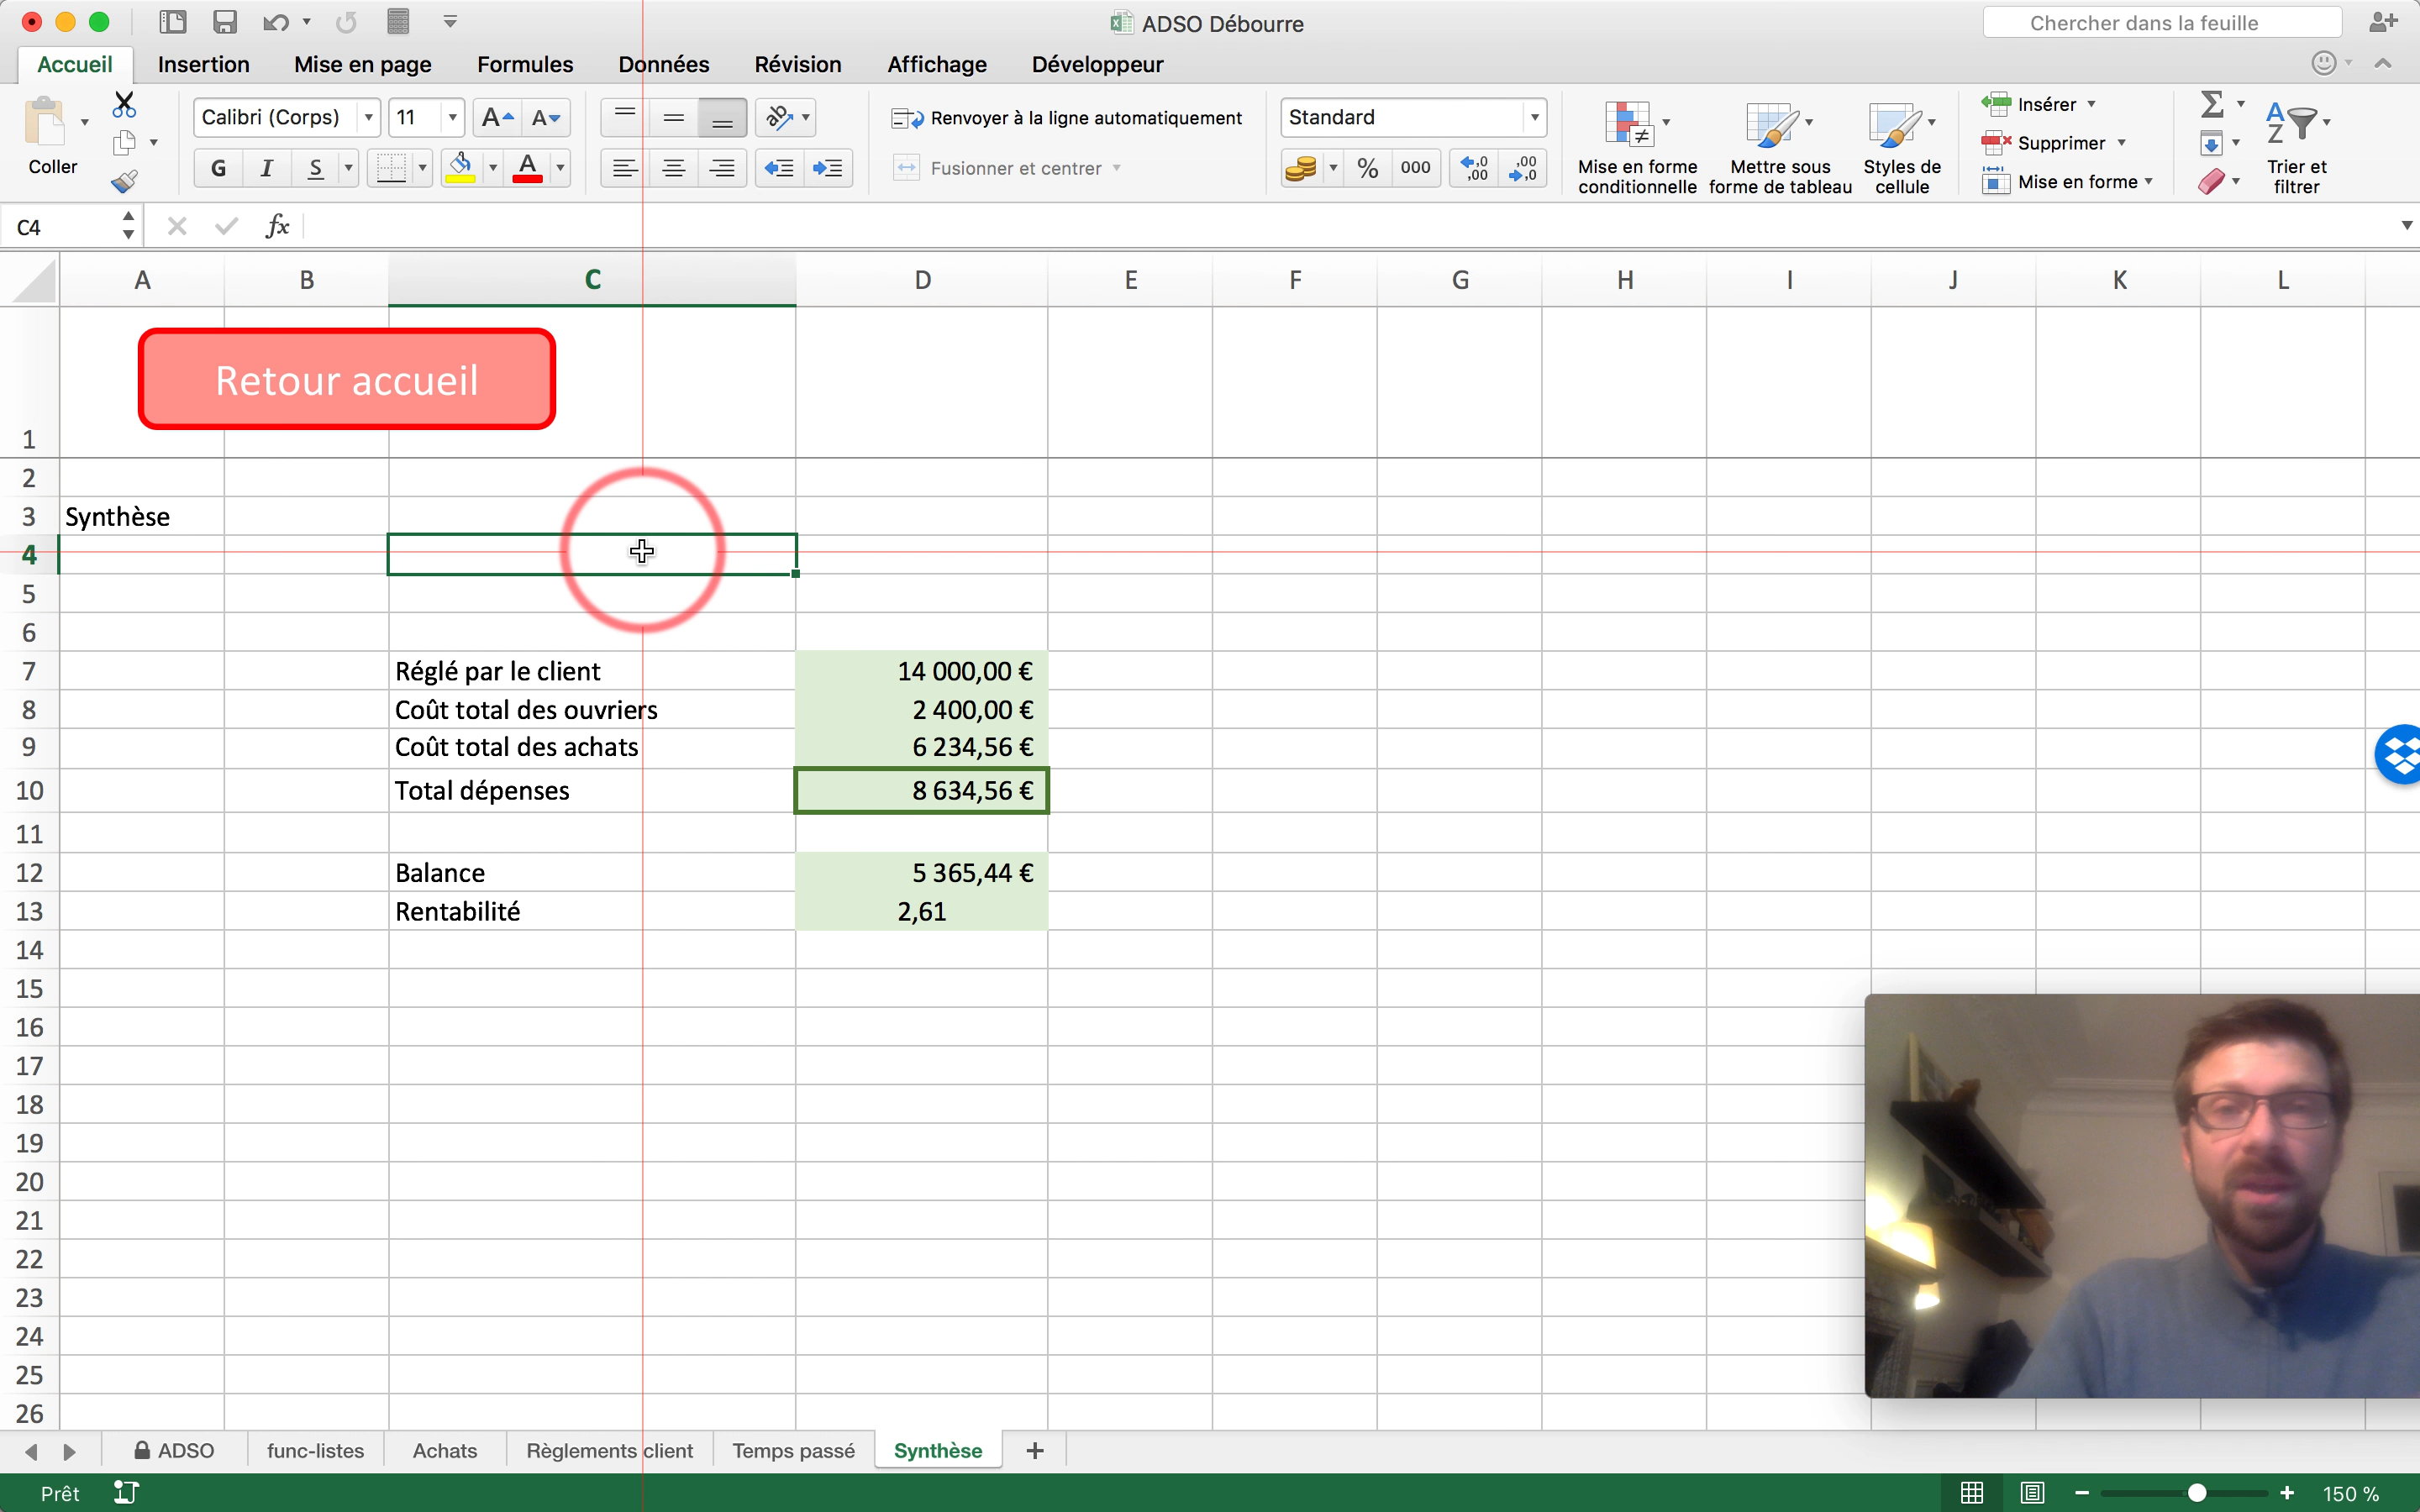 ADSO Débourre
Chercher dans la feuille
Accueil Insertion Mise en page Formules Données Révision Affichage Développeur
Coller
Calibri (Corps) 11
G I S A
Renvoyer à la ligne automatiquement
Fusionner et centrer
Standard
% 000 ,0 ,00 ,00 ,0
Mise en forme conditionnelle
Mettre sous forme de tableau
Styles de cellule
Insérer
Supprimer
Mise en forme
Trier et filtrer
C4 fx
A B C D E F G H I J K L
Retour accueil
1
2
3 Synthèse
4
5
6
7 Réglé par le client 14 000,00 €
8 Coût total des ouvriers 2 400,00 €
9 Coût total des achats 6 234,56 €
10 Total dépenses 8 634,56 €
11
12 Balance 5 365,44 €
13 Rentabilité 2,61
14
15
16
17
18
19
20
21
22
23
24
25
26
ADSO func-listes Achats Règlements client Temps passé Synthèse +
Prêt 150 %